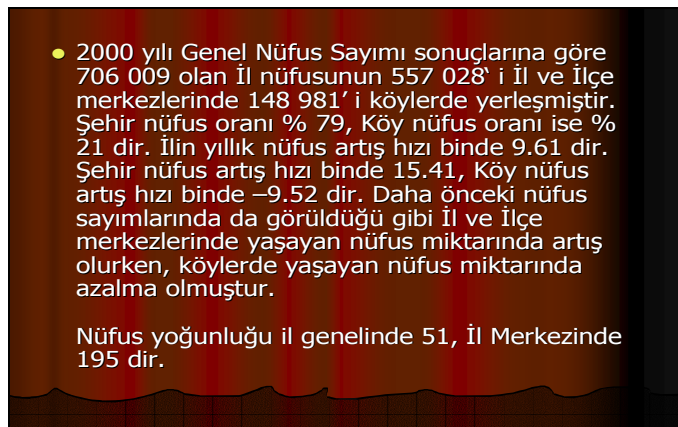 2000 yılı Genel Nüfus Sayımı sonuçlarına göre
706 009 olan İl nüfusunun 557 028‘ i İl ve İlçe
merkezlerinde 148 981’ i köylerde yerleşmiştir.
Şehir nüfus oranı % 79, Köy nüfus oranı ise %
21 dir. İlin yıllık nüfus artış hızı binde 9.61 dir.
Şehir nüfus artış hızı binde 15.41, Köy nüfus
artış hızı binde –9.52 dir. Daha önceki nüfus
sayımlarında da görüldüğü gibi İl ve İlçe
merkezlerinde yaşayan nüfus miktarında artış
olurken, köylerde yaşayan nüfus miktarında
azalma olmuştur.
Nüfus yoğunluğu il genelinde 51, İl Merkezinde
195 dir.